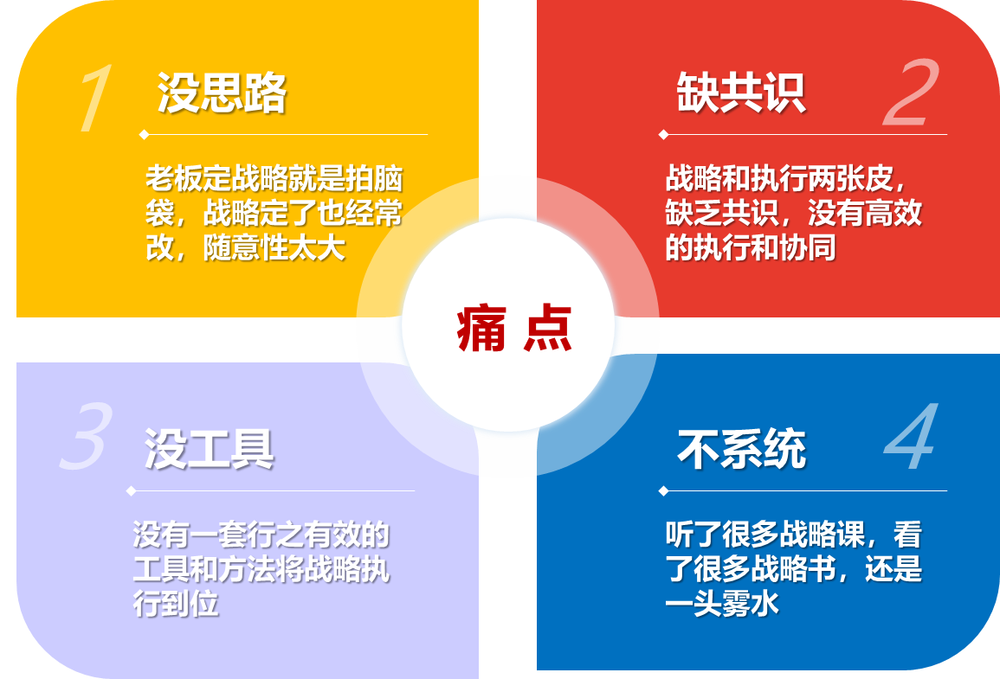 1
没思路
老板定战略就是拍脑
袋，战略定了也经常
改，随意性太大
2
缺共识
战略和执行两张皮，
缺乏共识，没有高效
的执行和协同
痛点
3
没工具
没有一套行之有效的
工具和方法将战略执
行到位
4
不系统
听了很多战略课，看
了很多战略书，还是
一头雾水